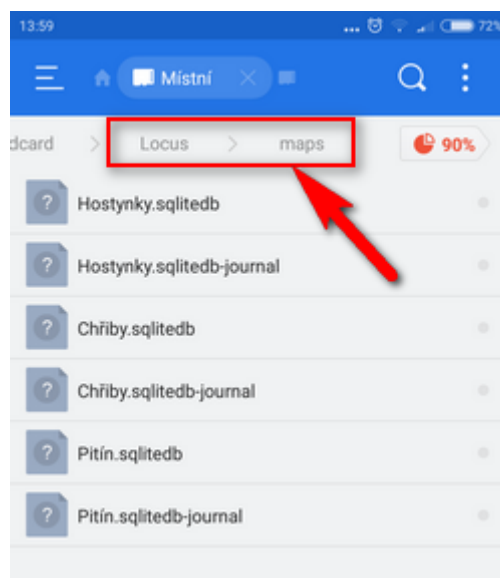 13:59 ... 72%
Místní
dcard > Locus > maps 90%
Hostynky.sqlitedb
Hostynky.sqlitedb-journal
Chřiby.sqlitedb
Chřiby.sqlitedb-journal
Pitín.sqlitedb
Pitín.sqlitedb-journal